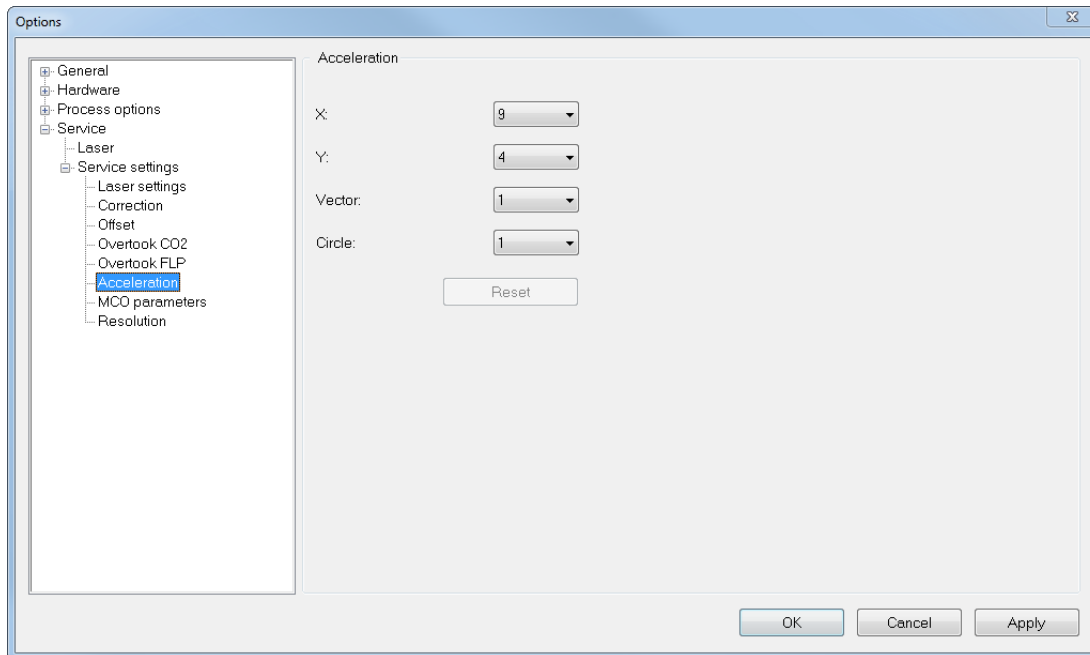 Options
General
Hardware
Process options
Service
Laser
Service settings
Laser settings
Correction
Offset
Overtook CO2
Overtook FLP
Acceleration
MCO parameters
Resolution
Acceleration
X: 9
Y: 4
Vector: 1
Circle: 1
Reset
OK Cancel Apply